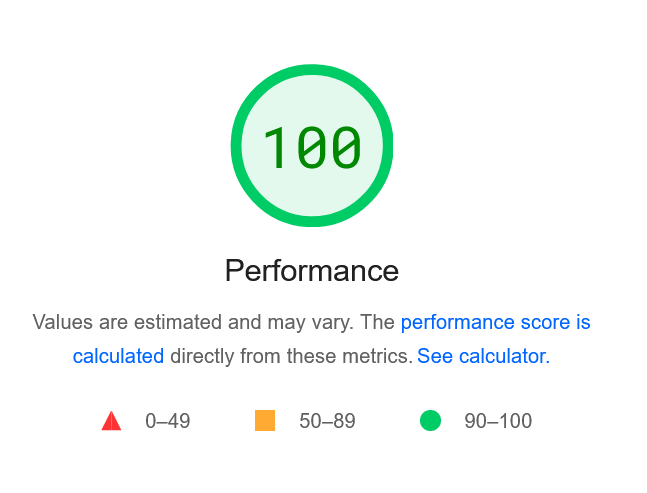 100
Performance
Values are estimated and may vary. The performance score is
calculated directly from these metrics. See calculator.
0–49 50–89 90–100